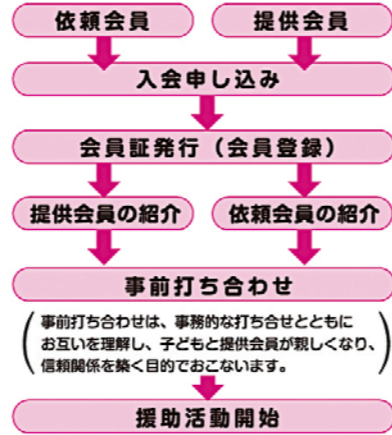 依頼会員
提供会員
入会申し込み
会員証発行（会員登録）
提供会員の紹介
依頼会員の紹介
事前打ち合わせ
事前打ち合わせは、事務的な打合せとともに
お互いを理解し、子どもと提供会員が親しくなり、
信頼関係を築く目的でおこないます。
援助活動開始